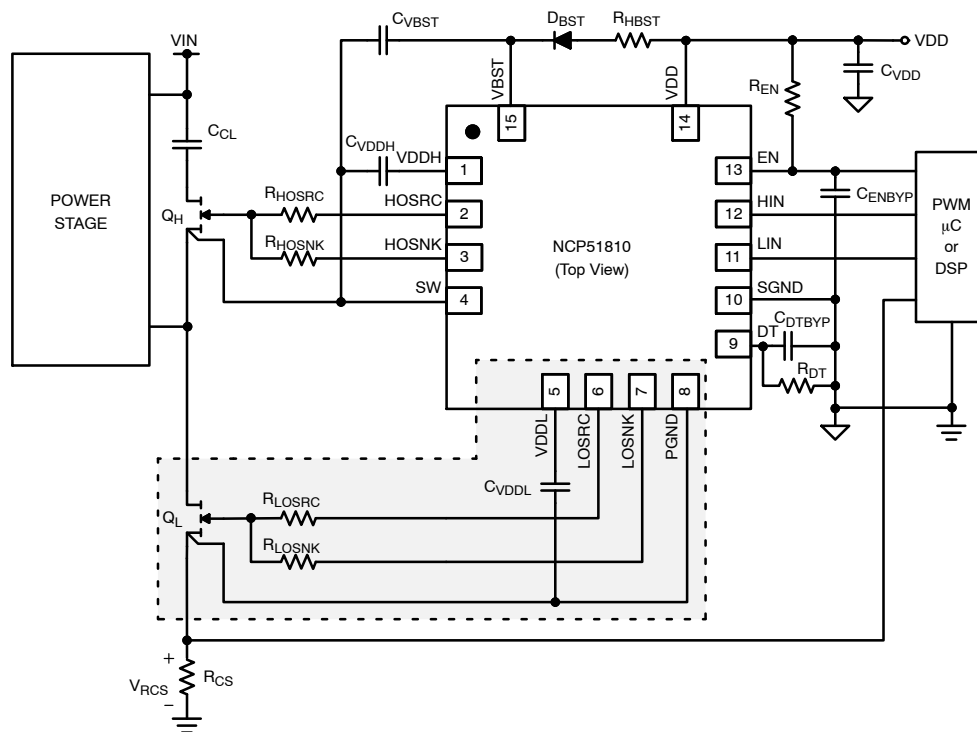 CVBST
DBST
RHBST
VDD
VIN
VBST
VDD
REN
CVDD
15
14
CCL
CVDDH
VDDH
1
13
EN
CENBYP
POWER
STAGE
QH
RHOSRC
HOSRC
2
12
HIN
PWM
µC
or
DSP
RHOSNK
HOSNK
3
NCP51810
(Top View)
11
LIN
SW
4
10
SGND
9
DT
CDTBYP
RDT
5
6
7
8
VDDL
LOSRC
LOSNK
PGND
CVDDL
QL
RLOSRC
RLOSNK
+
VRCS
−
RCS